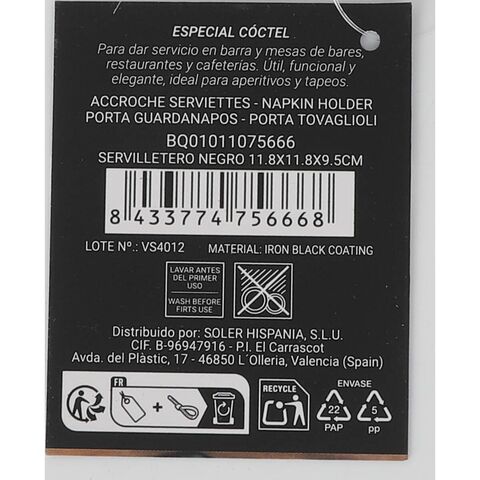 ESPECIAL CÓCTEL
Para dar servicio en barra y mesas de bares,
restaurantes y cafeterías. Útil, funcional y
elegante, ideal para aperitivos y tapeos.
ACCROCHE SERVIETTES - NAPKIN HOLDER
PORTA GUARDANAPOS - PORTA TOVAGLIOLI
BQ01011075666
SERVILLETERO NEGRO 11.8X11.8X9.5CM
8 433774 756668
LOTE Nº.: VS4012 MATERIAL: IRON BLACK COATING
LAVAR ANTES
DEL PRIMER
USO
WASH BEFORE
FIRTS USE
Distribuido por: SOLER HISPANIA, S.L.U.
CIF. B-96947916 - P.I. El Carrascot
Avda. del Plàstic, 17 - 46850 L´Olleria, Valencia (Spain)
FR
+
RECYCLE
ENVASE
22
PAP
5
pp